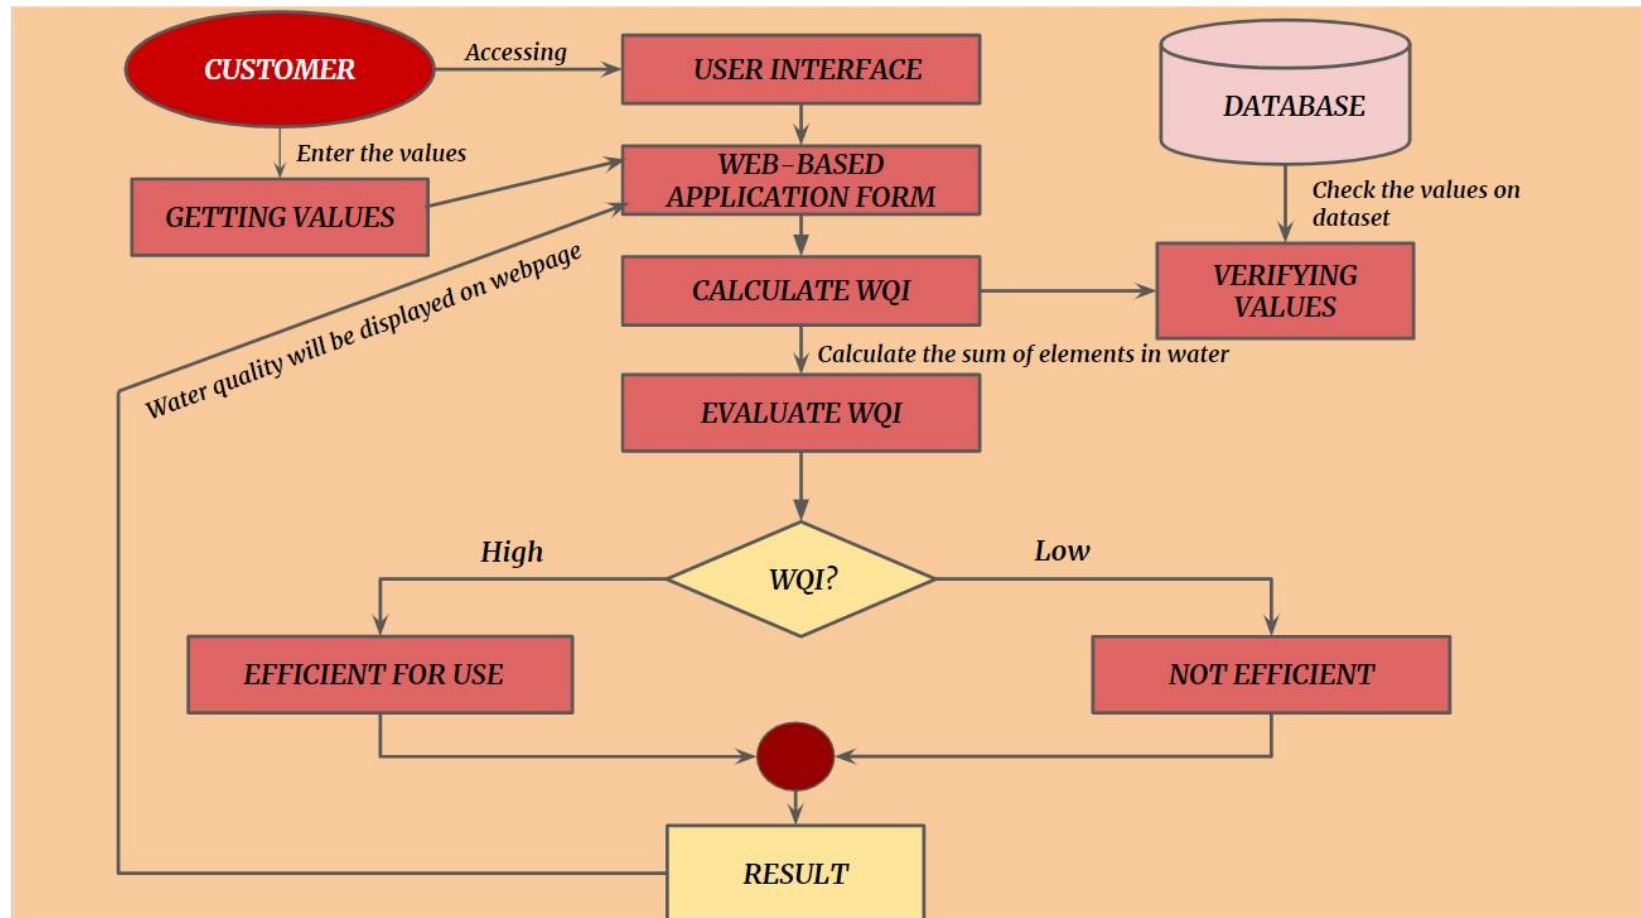 CUSTOMER
Accessing
USER INTERFACE
DATABASE
Enter the values
WEB-BASED
APPLICATION FORM
GETTING VALUES
Check the values on
dataset
Water quality will be displayed on webpage
CALCULATE WQI
VERIFYING
VALUES
Calculate the sum of elements in water
EVALUATE WQI
High
WQI?
Low
EFFICIENT FOR USE
NOT EFFICIENT
RESULT